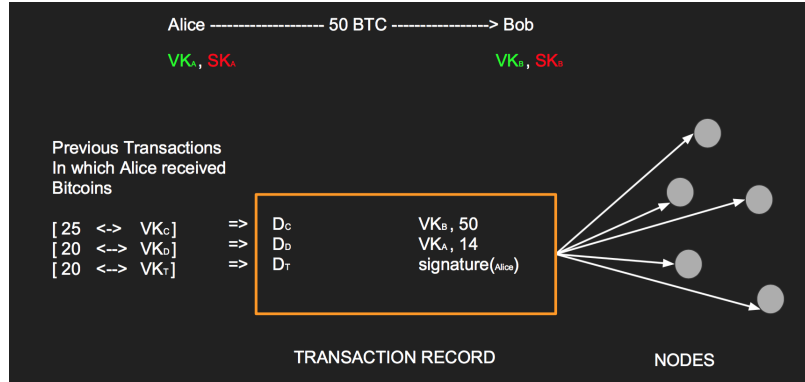 Alice -------------------- 50 BTC ---------------------> Bob
VKA, SKA VKB, SKB
Previous Transactions
In which Alice received
Bitcoins
[ 25 <-> VKC] => DC VKB, 50
[ 20 <--> VKD] => DD VKA, 14
[ 20 <--> VKT] => DT signature(Alice)
TRANSACTION RECORD NODES